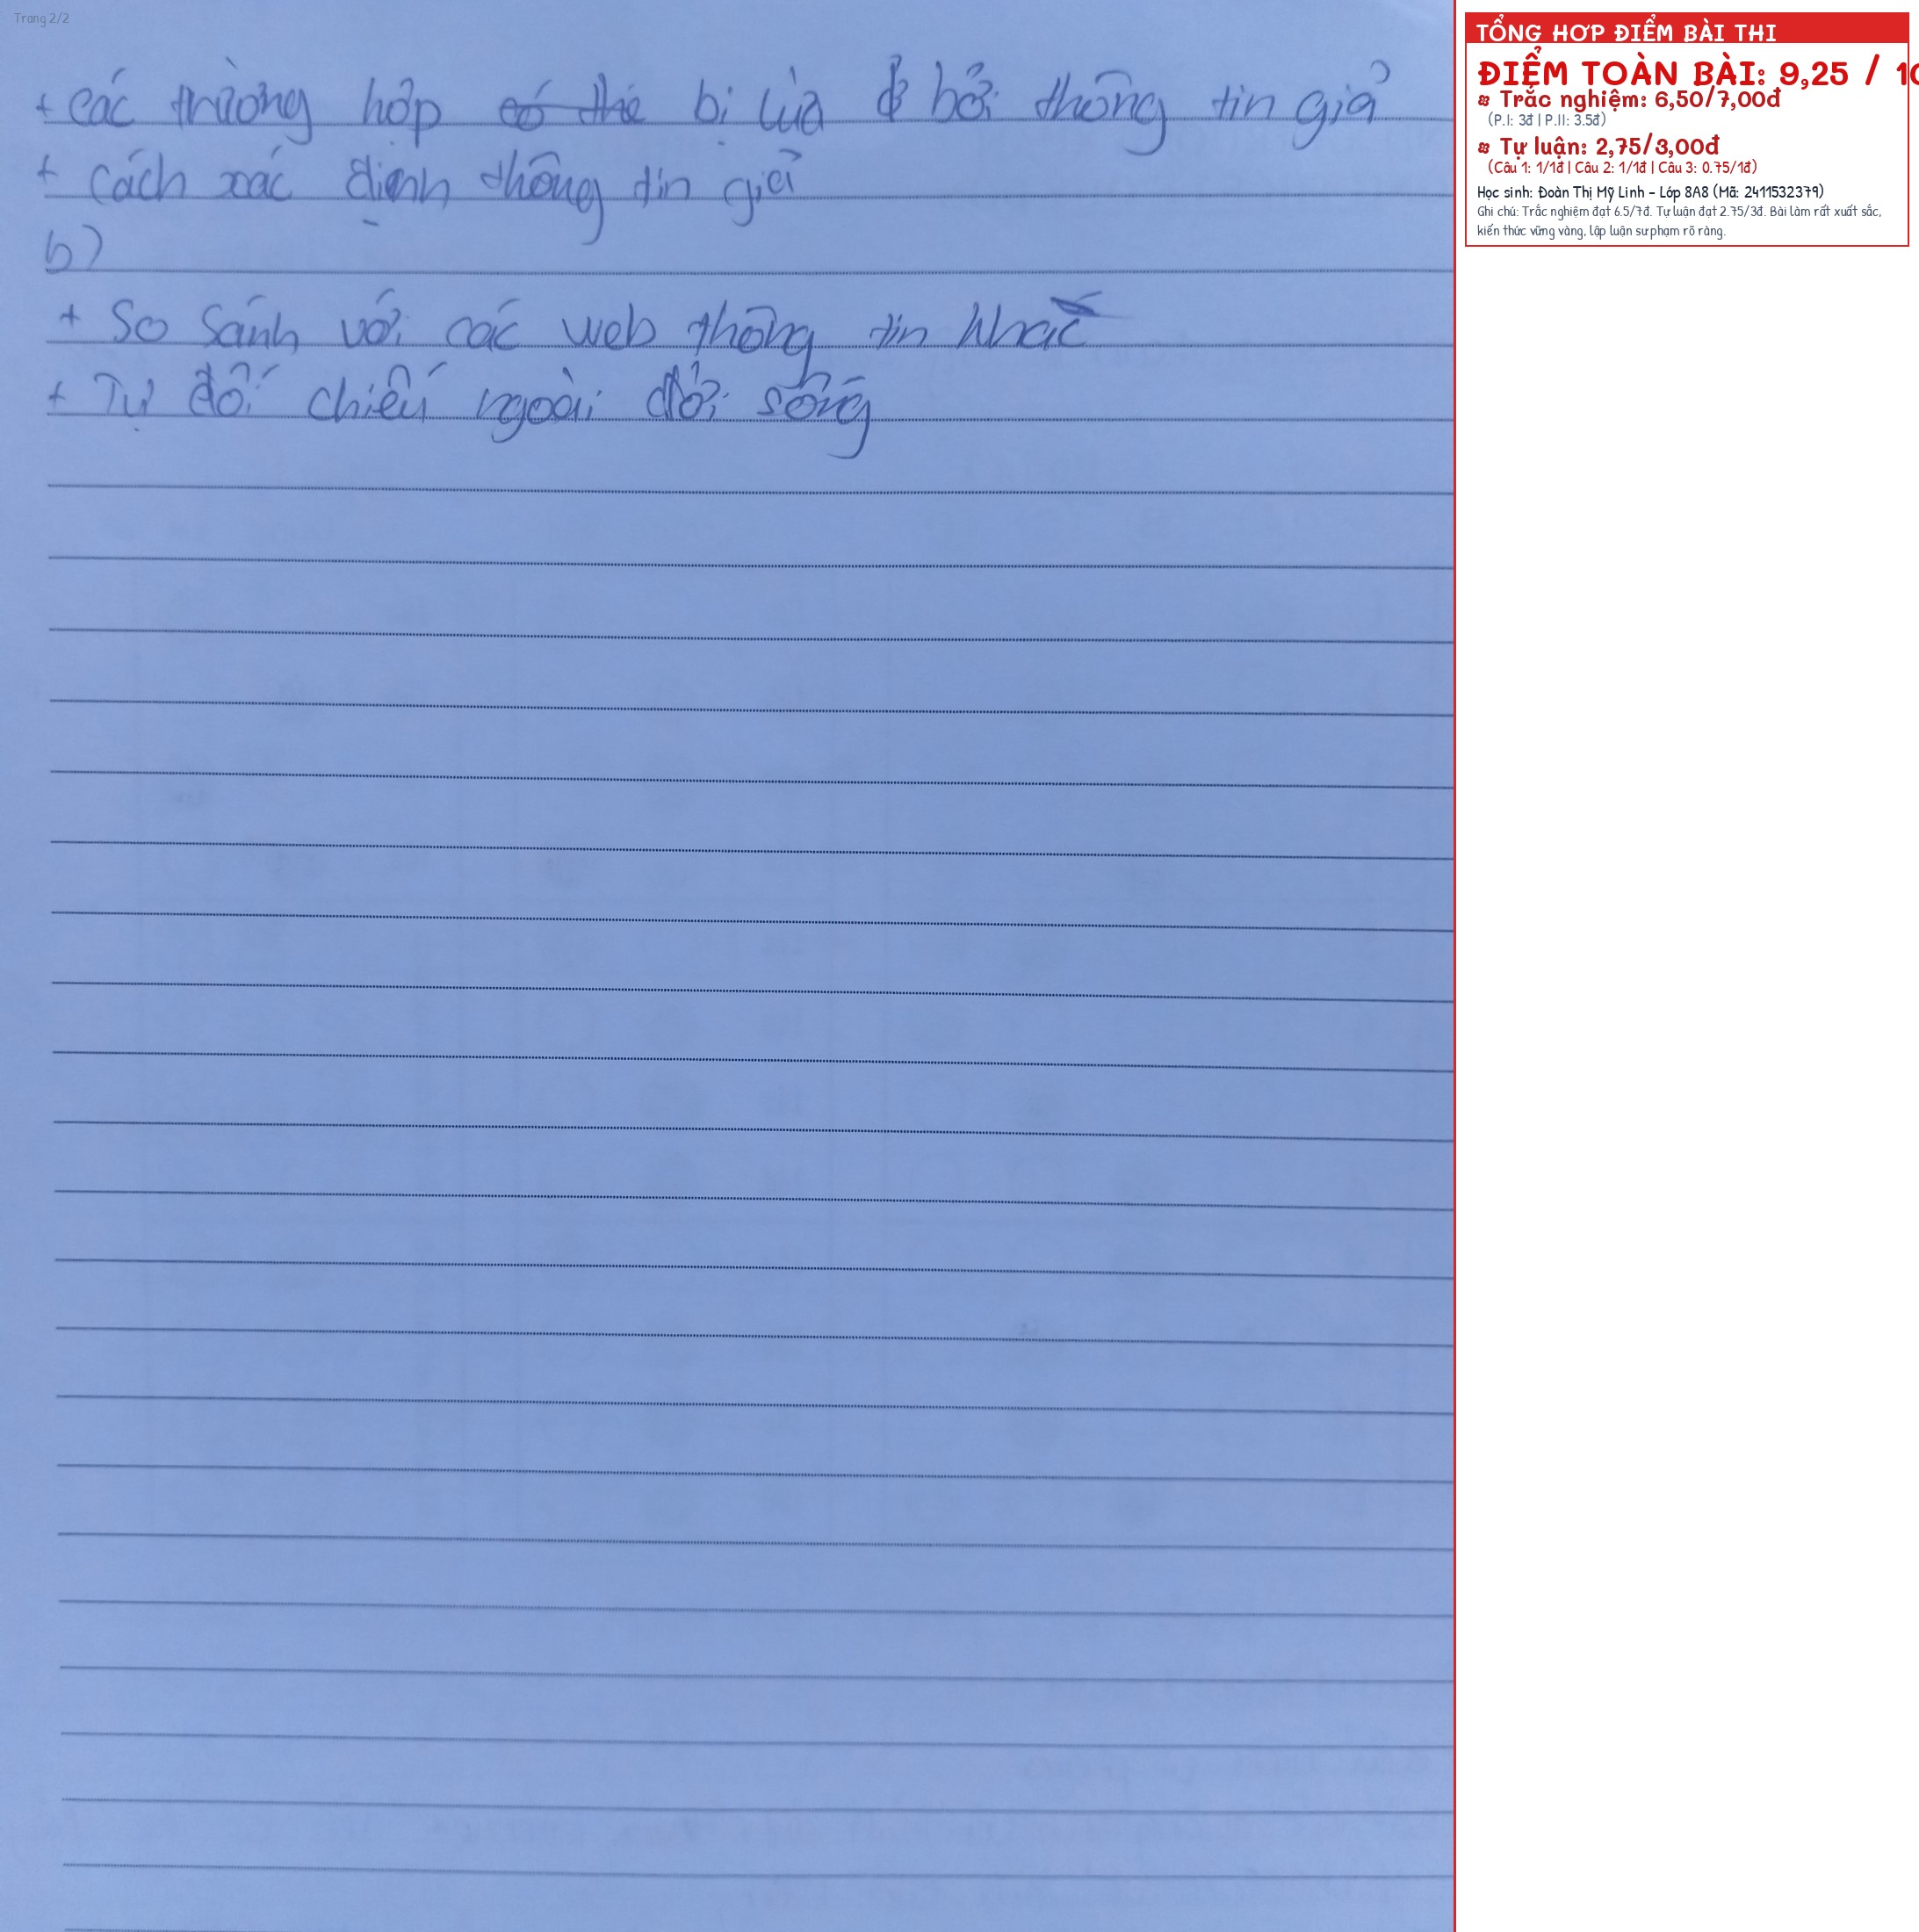 Trang 2/2
+ các trường hợp có thể bị lừa bởi thông tin giả
+ cách xác định thông tin giả
b)
+ So sánh với các web thông tin khác
+ Tự đối chiếu ngoài đời sống
TỔNG HỢP ĐIỂM BÀI THI
ĐIỂM TOÀN BÀI: 9,25 / 10
Trắc nghiệm: 6,50/7,00đ
(P.I: 3đ | P.II: 3.5đ)
Tự luận: 2,75/3,00đ
(Câu 1: 1/1đ | Câu 2: 1/1đ | Câu 3: 0.75/1đ)
Học sinh: Đoàn Thị Mỹ Linh - Lớp 8A8 (Mã: 2411532379)
Ghi chú: Trắc nghiệm đạt 6.5/7đ. Tự luận đạt 2.75/3đ. Bài làm rất xuất sắc,
kiến thức vững vàng, lập luận sư phạm rõ ràng.